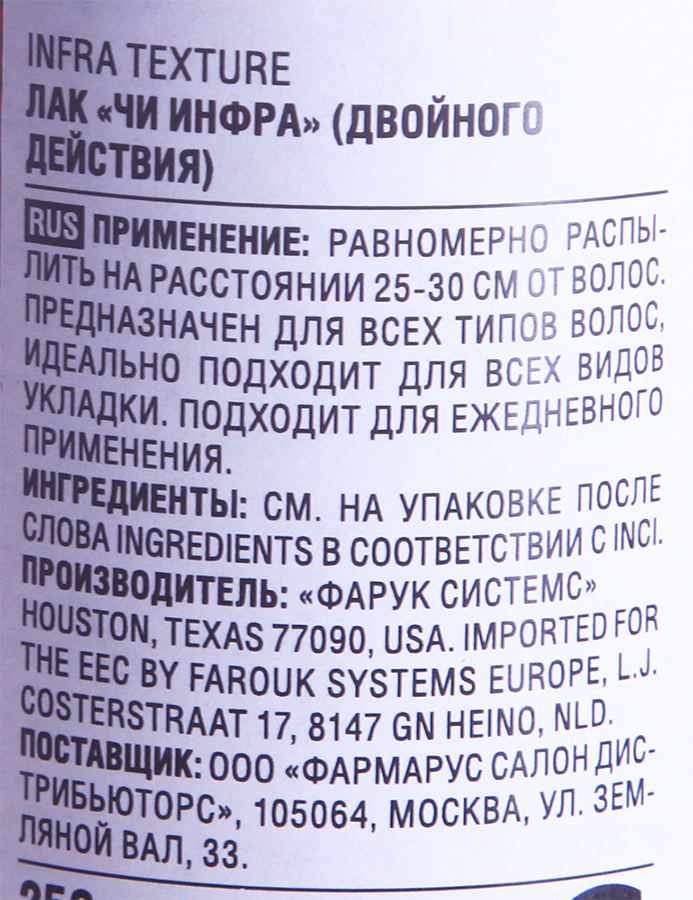 INFRA TEXTURE
ЛАК «ЧИ ИНФРА» (ДВОЙНОГО
ДЕЙСТВИЯ)
RUS ПРИМЕНЕНИЕ: РАВНОМЕРНО РАСПЫ-
ЛИТЬ НА РАССТОЯНИИ 25-30 СМ ОТ ВОЛОС.
ПРЕДНАЗНАЧЕН ДЛЯ ВСЕХ ТИПОВ ВОЛОС,
ИДЕАЛЬНО ПОДХОДИТ ДЛЯ ВСЕХ ВИДОВ
УКЛАДКИ. ПОДХОДИТ ДЛЯ ЕЖЕДНЕВНОГО
ПРИМЕНЕНИЯ.
ИНГРЕДИЕНТЫ: СМ. НА УПАКОВКЕ ПОСЛЕ
СЛОВА INGREDIENTS В СООТВЕТСТВИИ С INCI.
ПРОИЗВОДИТЕЛЬ: «ФАРУК СИСТЕМС»
HOUSTON, TEXAS 77090, USA. IMPORTED FOR
THE EEC BY FAROUK SYSTEMS EUROPE, L.J.
COSTERSTRAAT 17, 8147 GN HEINO, NLD.
ПОСТАВЩИК: ООО «ФАРМАРУС САЛОН ДИС-
ТРИБЬЮТОРС», 105064, МОСКВА, УЛ. ЗЕМ-
ЛЯНОЙ ВАЛ, 33.